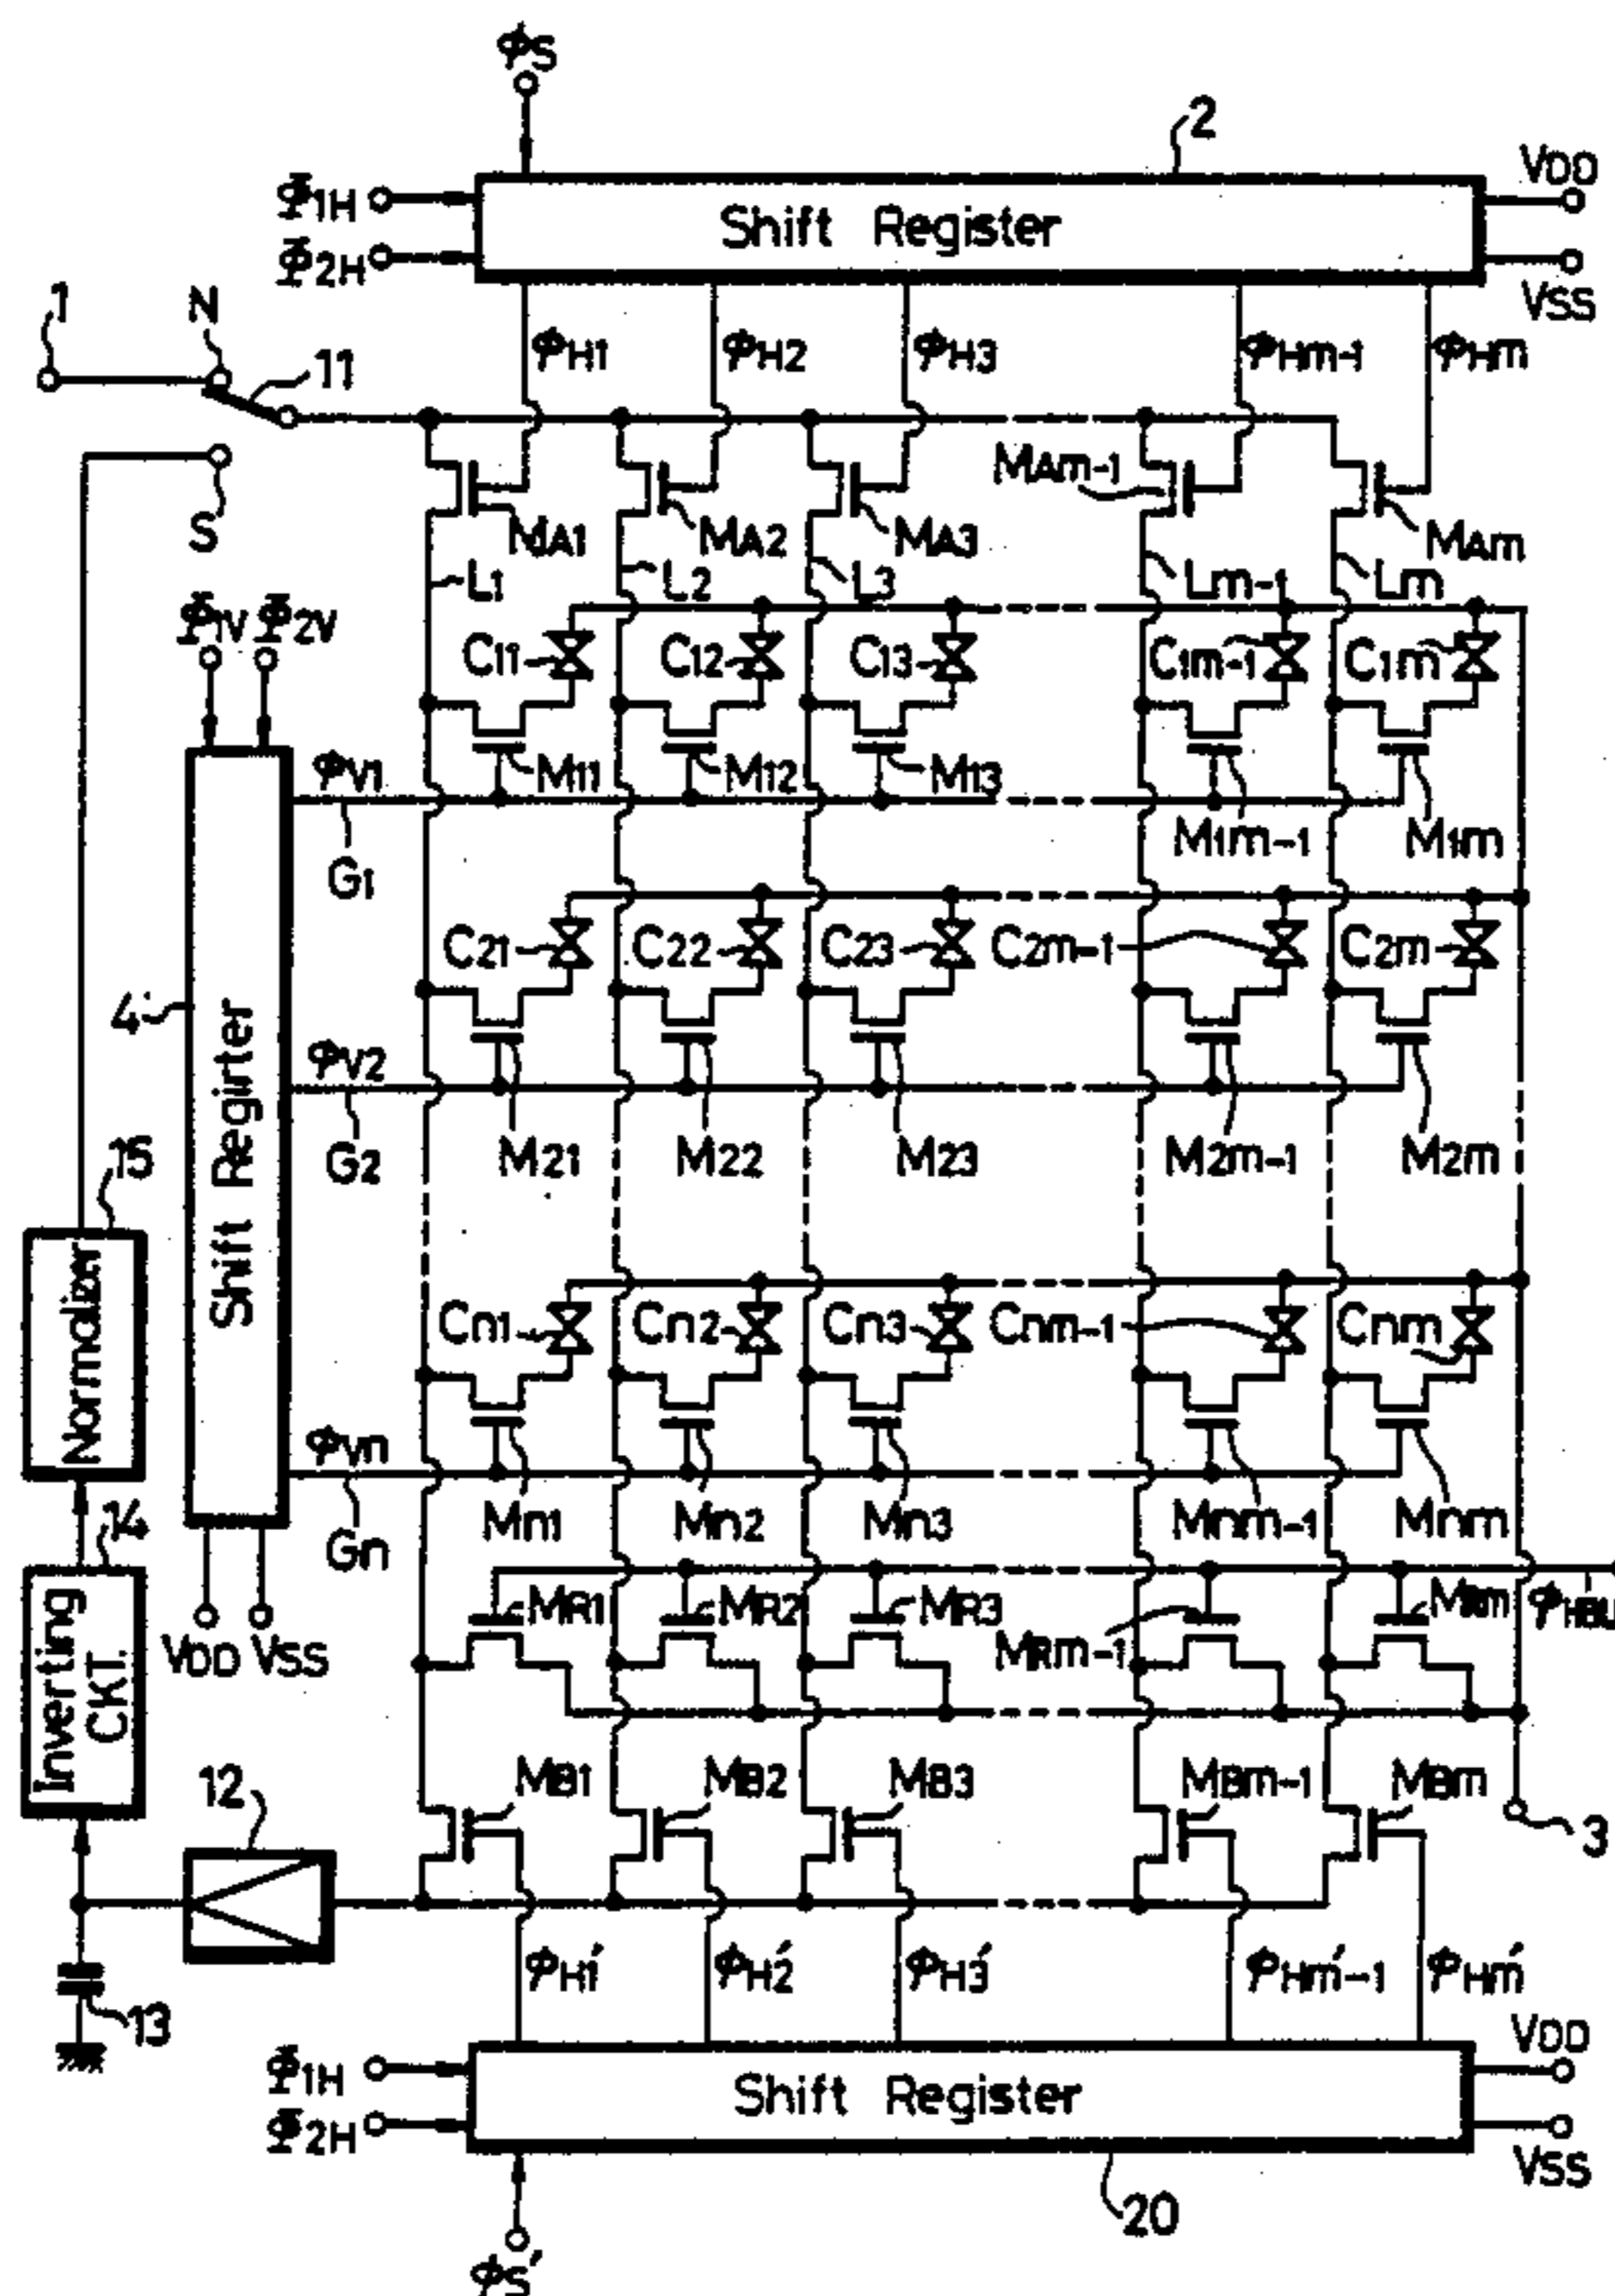 φS
2
Φ1H
Shift Register
VDD
Φ2H
VSS
1
N
11
φH1
φH2
φH3
φHm-1
φHm
S
MA1
MA2
MA3
MAm-1
MAm
L1
L2
L3
Lm-1
Lm
Φ1V
Φ2V
C11
C12
C13
C1m-1
C1m
φV1
M11
M12
M13
M1m-1
M1m
G1
C21
C22
C23
C2m-1
C2m
4'
Shift Regirter
φV2
M21
M22
M23
M2m-1
M2m
G2
15
Normalizer
Cn1
Cn2
Cn3
Cnm-1
Cnm
φVn
Mn1
Mn2
Mn3
Mnm-1
Mnm
Gn
14
Inverting
CKT.
VDD
VSS
MR1
MR2
MR3
MRm-1
MRm
φHBL
12
MB1
MB2
MB3
MBm-1
MBm
3
13
φH1'
φH2'
φH3'
φHm'-1
φHm'
Φ1H
Shift Register
VDD
Φ2H
VSS
20
φS'